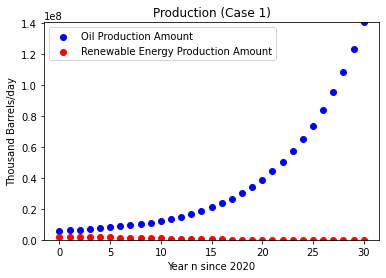 Production (Case 1)
1e8
Oil Production Amount
Renewable Energy Production Amount
1.4
1.2
1.0
0.8
0.6
0.4
0.2
0.0
Thousand Barrels/day
0 5 10 15 20 25 30
Year n since 2020